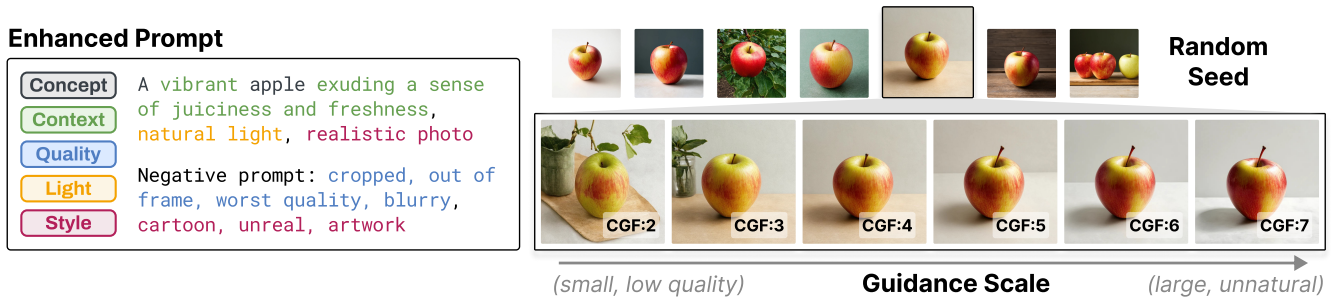 Enhanced Prompt
Concept
Context
Quality
Light
Style
A vibrant apple exuding a sense
of juiciness and freshness,
natural light, realistic photo
Negative prompt: cropped, out of
frame, worst quality, blurry,
cartoon, unreal, artwork
Random
Seed
CGF:2
CGF:3
CGF:4
CGF:5
CGF:6
CGF:7
(small, low quality)
Guidance Scale
(large, unnatural)